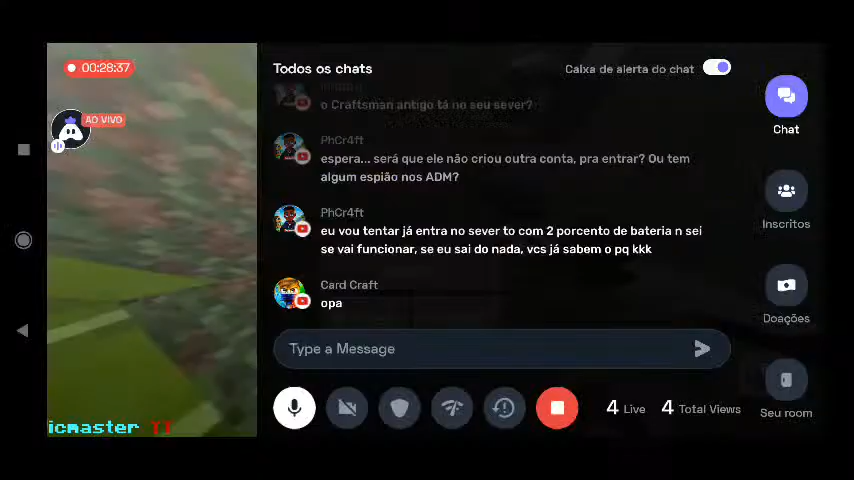 00:28:37
AO VIVO
Todos os chats
Caixa de alerta do chat
o Craftsman antigo tá no seu sever?
PhCr4ft
espera... será que ele não criou outra conta, pra entrar? Ou tem
algum espião nos ADM?
PhCr4ft
eu vou tentar já entra no sever to com 2 porcento de bateria n sei
se vai funcionar, se eu sai do nada, vcs já sabem o pq kkk
Card Craft
opa
Type a Message
4 Live
4 Total Views
Chat
Inscritos
Doações
Seu room
icmaster